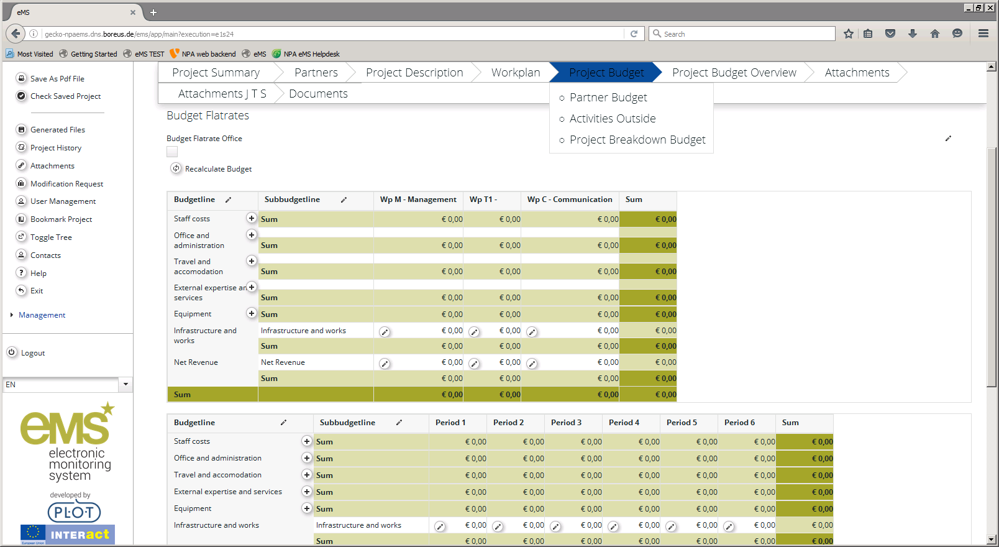 eMS
gecko-npaems.dns.boreus.de/ems/app/main?execution=e1s24
Search
Most Visited Getting Started eMS TEST NPA web backend eMS NPA eMS Helpdesk
Save As Pdf File
Check Saved Project
Generated Files
Project History
Attachments
Modification Request
User Management
Bookmark Project
Toggle Tree
Contacts
Help
Exit
Management
Logout
EN
eMS
electronic
monitoring
system
developed by
PLOT
European Union
INTERact
Project Summary Partners Project Description Workplan Project Budget Project Budget Overview Attachments
Attachments J T S Documents
Partner Budget
Activities Outside
Project Breakdown Budget
Budget Flatrates
Budget Flatrate Office
Recalculate Budget
Budgetline Subbudgetline Wp M - Management Wp T1 - Wp C - Communication Sum
Staff costs Sum € 0,00 € 0,00 € 0,00 € 0,00
Office and
administration Sum € 0,00 € 0,00 € 0,00 € 0,00
Travel and
accomodation Sum € 0,00 € 0,00 € 0,00 € 0,00
External expertise an
services Sum € 0,00 € 0,00 € 0,00 € 0,00
Equipment Sum € 0,00 € 0,00 € 0,00 € 0,00
Infrastructure and Infrastructure and works € 0,00 € 0,00 € 0,00 € 0,00
works
Sum € 0,00 € 0,00 € 0,00 € 0,00
Net Revenue Net Revenue € 0,00 € 0,00 € 0,00 € 0,00
Sum € 0,00 € 0,00 € 0,00 € 0,00
Sum € 0,00 € 0,00 € 0,00 € 0,00
Budgetline Subbudgetline Period 1 Period 2 Period 3 Period 4 Period 5 Period 6 Sum
Staff costs Sum € 0,00 € 0,00 € 0,00 € 0,00 € 0,00 € 0,00 € 0,00
Office and administration Sum € 0,00 € 0,00 € 0,00 € 0,00 € 0,00 € 0,00 € 0,00
Travel and accomodation Sum € 0,00 € 0,00 € 0,00 € 0,00 € 0,00 € 0,00 € 0,00
External expertise and services Sum € 0,00 € 0,00 € 0,00 € 0,00 € 0,00 € 0,00 € 0,00
Equipment Sum € 0,00 € 0,00 € 0,00 € 0,00 € 0,00 € 0,00 € 0,00
Infrastructure and works Infrastructure and works € 0,00 € 0,00 € 0,00 € 0,00 € 0,00 € 0,00 € 0,00
Sum € 0,00 € 0,00 € 0,00 € 0,00 € 0,00 € 0,00 € 0,00